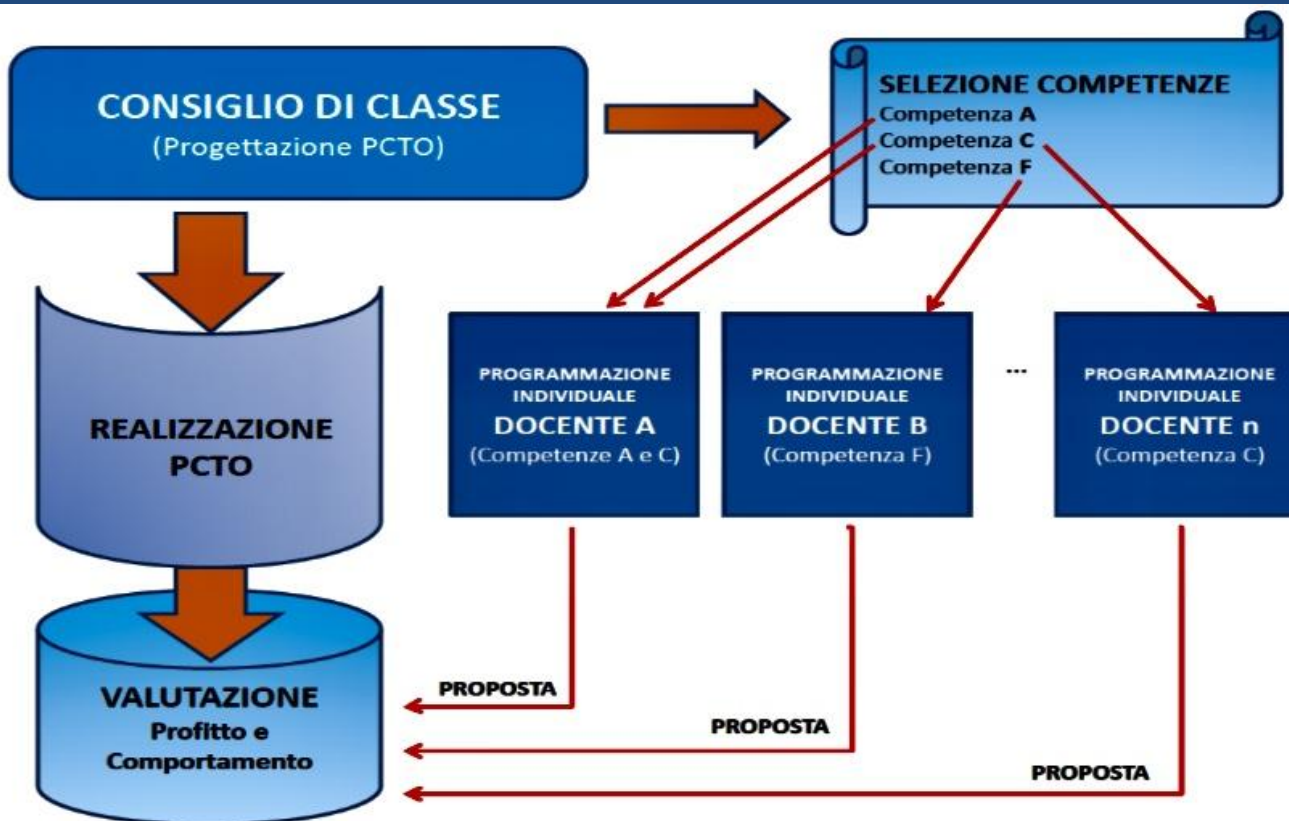 CONSIGLIO DI CLASSE
(Progettazione PCTO)
SELEZIONE COMPETENZE
Competenza A
Competenza C
Competenza F
REALIZZAZIONE
PCTO
PROGRAMMAZIONE
INDIVIDUALE
DOCENTE A
(Competenze A e C)
PROGRAMMAZIONE
INDIVIDUALE
DOCENTE B
(Competenza F)
...
PROGRAMMAZIONE
INDIVIDUALE
DOCENTE n
(Competenza C)
VALUTAZIONE
Profitto e
Comportamento
PROPOSTA
PROPOSTA
PROPOSTA